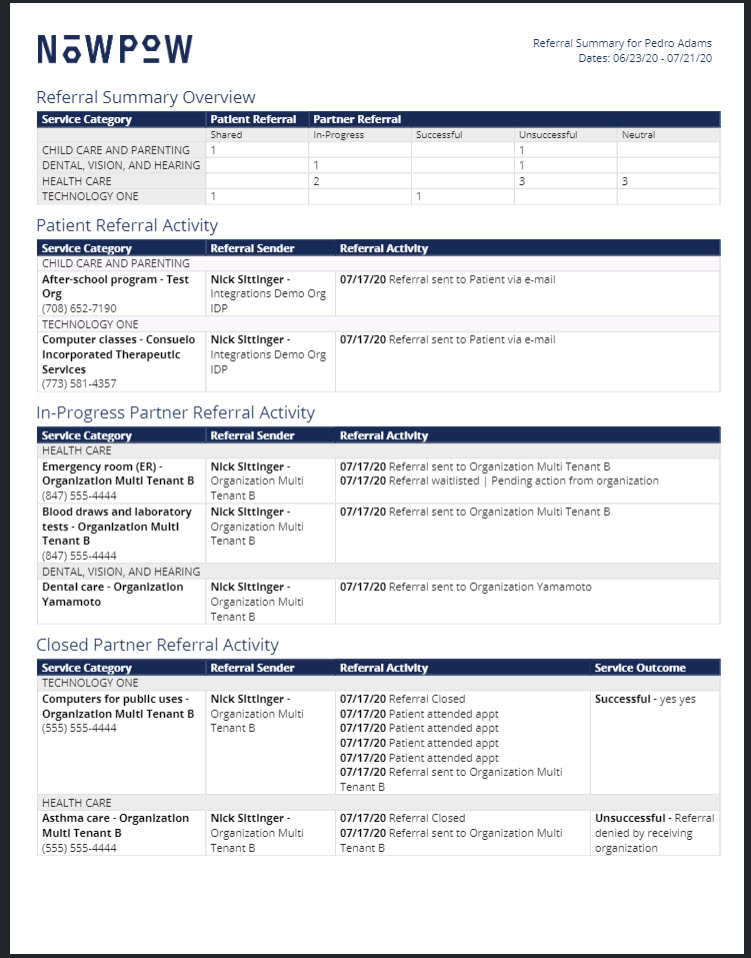 NowPow
Referral Summary for Pedro Adams
Dates: 06/23/20 - 07/21/20
Referral Summary Overview
Service Category Patient Referral Partner Referral
Shared In-Progress Successful Unsuccessful Neutral
CHILD CARE AND PARENTING 1 1
DENTAL, VISION, AND HEARING 1 1
HEALTH CARE 2 3 3
TECHNOLOGY ONE 1 1
Patient Referral Activity
Service Category Referral Sender Referral Activity
CHILD CARE AND PARENTING
After-school program - Test Nick Sittinger - 07/17/20 Referral sent to Patient via e-mail
Org Integrations Demo Org
(708) 652-7190 IDP
TECHNOLOGY ONE
Computer classes - Consuelo Nick Sittinger - 07/17/20 Referral sent to Patient via e-mail
Incorporated Therapeutic Integrations Demo Org
Services IDP
(773) 581-4357
In-Progress Partner Referral Activity
Service Category Referral Sender Referral Activity
HEALTH CARE
Emergency room (ER) - Nick Sittinger - 07/17/20 Referral sent to Organization Multi Tenant B
Organization Multi Tenant B Organization Multi 07/17/20 Referral waitlisted | Pending action from organization
(847) 555-4444 Tenant B
Blood draws and laboratory Nick Sittinger - 07/17/20 Referral sent to Organization Multi Tenant B
tests - Organization Multi Organization Multi
Tenant B Tenant B
(847) 555-4444
DENTAL, VISION, AND HEARING
Dental care - Organization Nick Sittinger - 07/17/20 Referral sent to Organization Yamamoto
Yamamoto Organization Multi
Tenant B
Closed Partner Referral Activity
Service Category Referral Sender Referral Activity Service Outcome
TECHNOLOGY ONE
Computers for public uses - Nick Sittinger - 07/17/20 Referral Closed Successful - yes yes
Organization Multi Tenant B Organization Multi 07/17/20 Patient attended appt
(555) 555-4444 Tenant B 07/17/20 Patient attended appt
07/17/20 Patient attended appt
07/17/20 Patient attended appt
07/17/20 Referral sent to Organization Multi
Tenant B
HEALTH CARE
Asthma care - Organization Nick Sittinger - 07/17/20 Referral Closed Unsuccessful - Referral
Multi Tenant B Organization Multi 07/17/20 Referral sent to Organization Multi denied by receiving
(555) 555-4444 Tenant B Tenant B organization